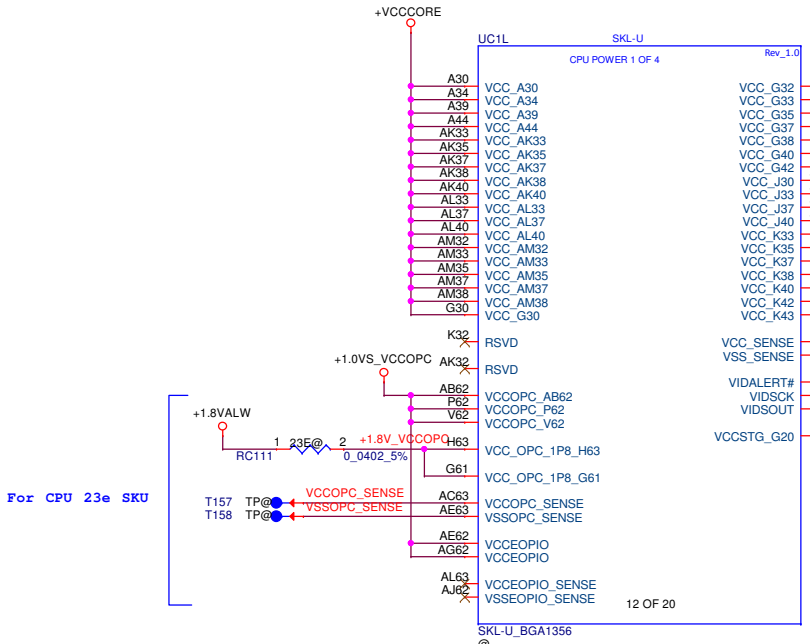 +VCCCORE
UC1L
SKL-U
Rev_1.0
CPU POWER 1 OF 4
A30 VCC_A30 VCC_G32
A34 VCC_A34 VCC_G33
A39 VCC_A39 VCC_G35
A44 VCC_A44 VCC_G37
AK33 VCC_AK33 VCC_G38
AK35 VCC_AK35 VCC_G40
AK37 VCC_AK37 VCC_G42
AK38 VCC_AK38 VCC_J30
AK40 VCC_AK40 VCC_J33
AL33 VCC_AL33 VCC_J37
AL37 VCC_AL37 VCC_J40
AL40 VCC_AL40 VCC_K33
AM32 VCC_AM32 VCC_K35
AM33 VCC_AM33 VCC_K37
AM35 VCC_AM35 VCC_K38
AM37 VCC_AM37 VCC_K40
AM38 VCC_AM38 VCC_K42
G30 VCC_G30 VCC_K43
K32 RSVD VCC_SENSE
VSS_SENSE
+1.0VS_VCCOPC
AK32 RSVD
VIDALERT#
AB62 VCCOPC_AB62 VIDSCK
P62 VCCOPC_P62 VIDSOUT
V62 VCCOPC_V62
+1.8VALW
VCCSTG_G20
1 23E@ 2 +1.8V_VCCOPC H63 VCC_OPC_1P8_H63
RC111 0_0402_5%
G61 VCC_OPC_1P8_G61
For CPU 23e SKU
T157 TP@ VCCOPC_SENSE AC63 VCCOPC_SENSE
T158 TP@ VSSOPC_SENSE AE63 VSSOPC_SENSE
AE62 VCCEOPIO
AG62 VCCEOPIO
AL63 VCCEOPIO_SENSE
AJ62 VSSEOPIO_SENSE
12 OF 20
SKL-U_BGA1356
@